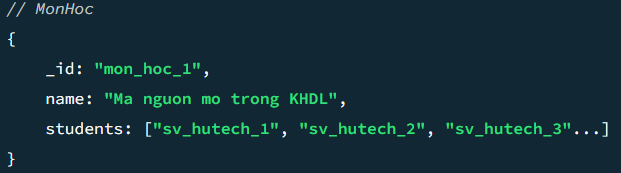 // MonHoc
{
    _id: "mon_hoc_1",
    name: "Ma nguon mo trong KHDL",
    students: ["sv_hutech_1", "sv_hutech_2", "sv_hutech_3"...]
}